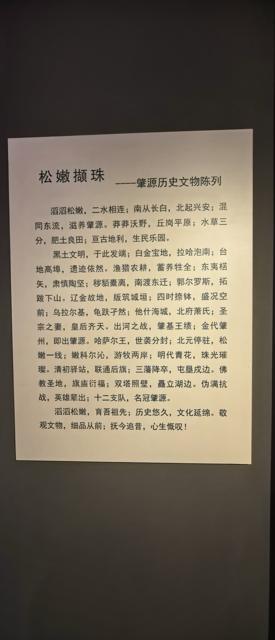 松嫩撷珠
----肇源历史文物陈列
滔滔松嫩，二水相连；南从长白，北起兴安；混
同东流，滋养肇源。莽莽沃野，丘岗平原；水草三
分，肥土良田；亘古地利，生民乐园。
黑土文明，于此发端；白金宝地，拉哈泡南；台
地高埠，遗迹依然。渔猎农耕，蓄养牲全；东夷楛
矢，肃慎陶坚；秽貊橐离，南渡东迁；郭尔罗斯，拓
跋下山。辽金故地，版筑城垣；四时捺钵，盛况空
前；乌拉尔基，龟趺孑然；他什海城，北府萧氏；圣
宗之妻，皇后齐天。出河之战，肇基王绩；金代肇
州，即出肇源。哈萨尔王，世袭分封；北元停驻，松
嫩一线；嫩科尔沁，游牧两岸；明代青花，珠光璀
璨。清初驿站，联通后旗；三藩降卒，屯垦戍边。佛
教圣地，旗庙衍福；双塔照壁，矗立湖边。伪满抗
战，英雄辈出；十二支队，名冠肇源。
滔滔松嫩，育吾祖先；历史悠久，文化延绵。敬
观文物，细品从前；抚今追昔，心生慨叹！